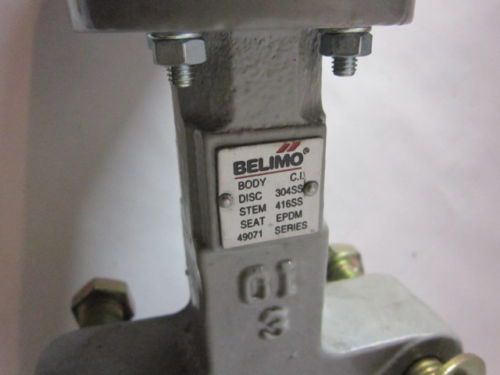 BELIMO®
BODY C.I.
DISC 304SS
STEM 416SS
SEAT EPDM
49071 SERIES
01
3